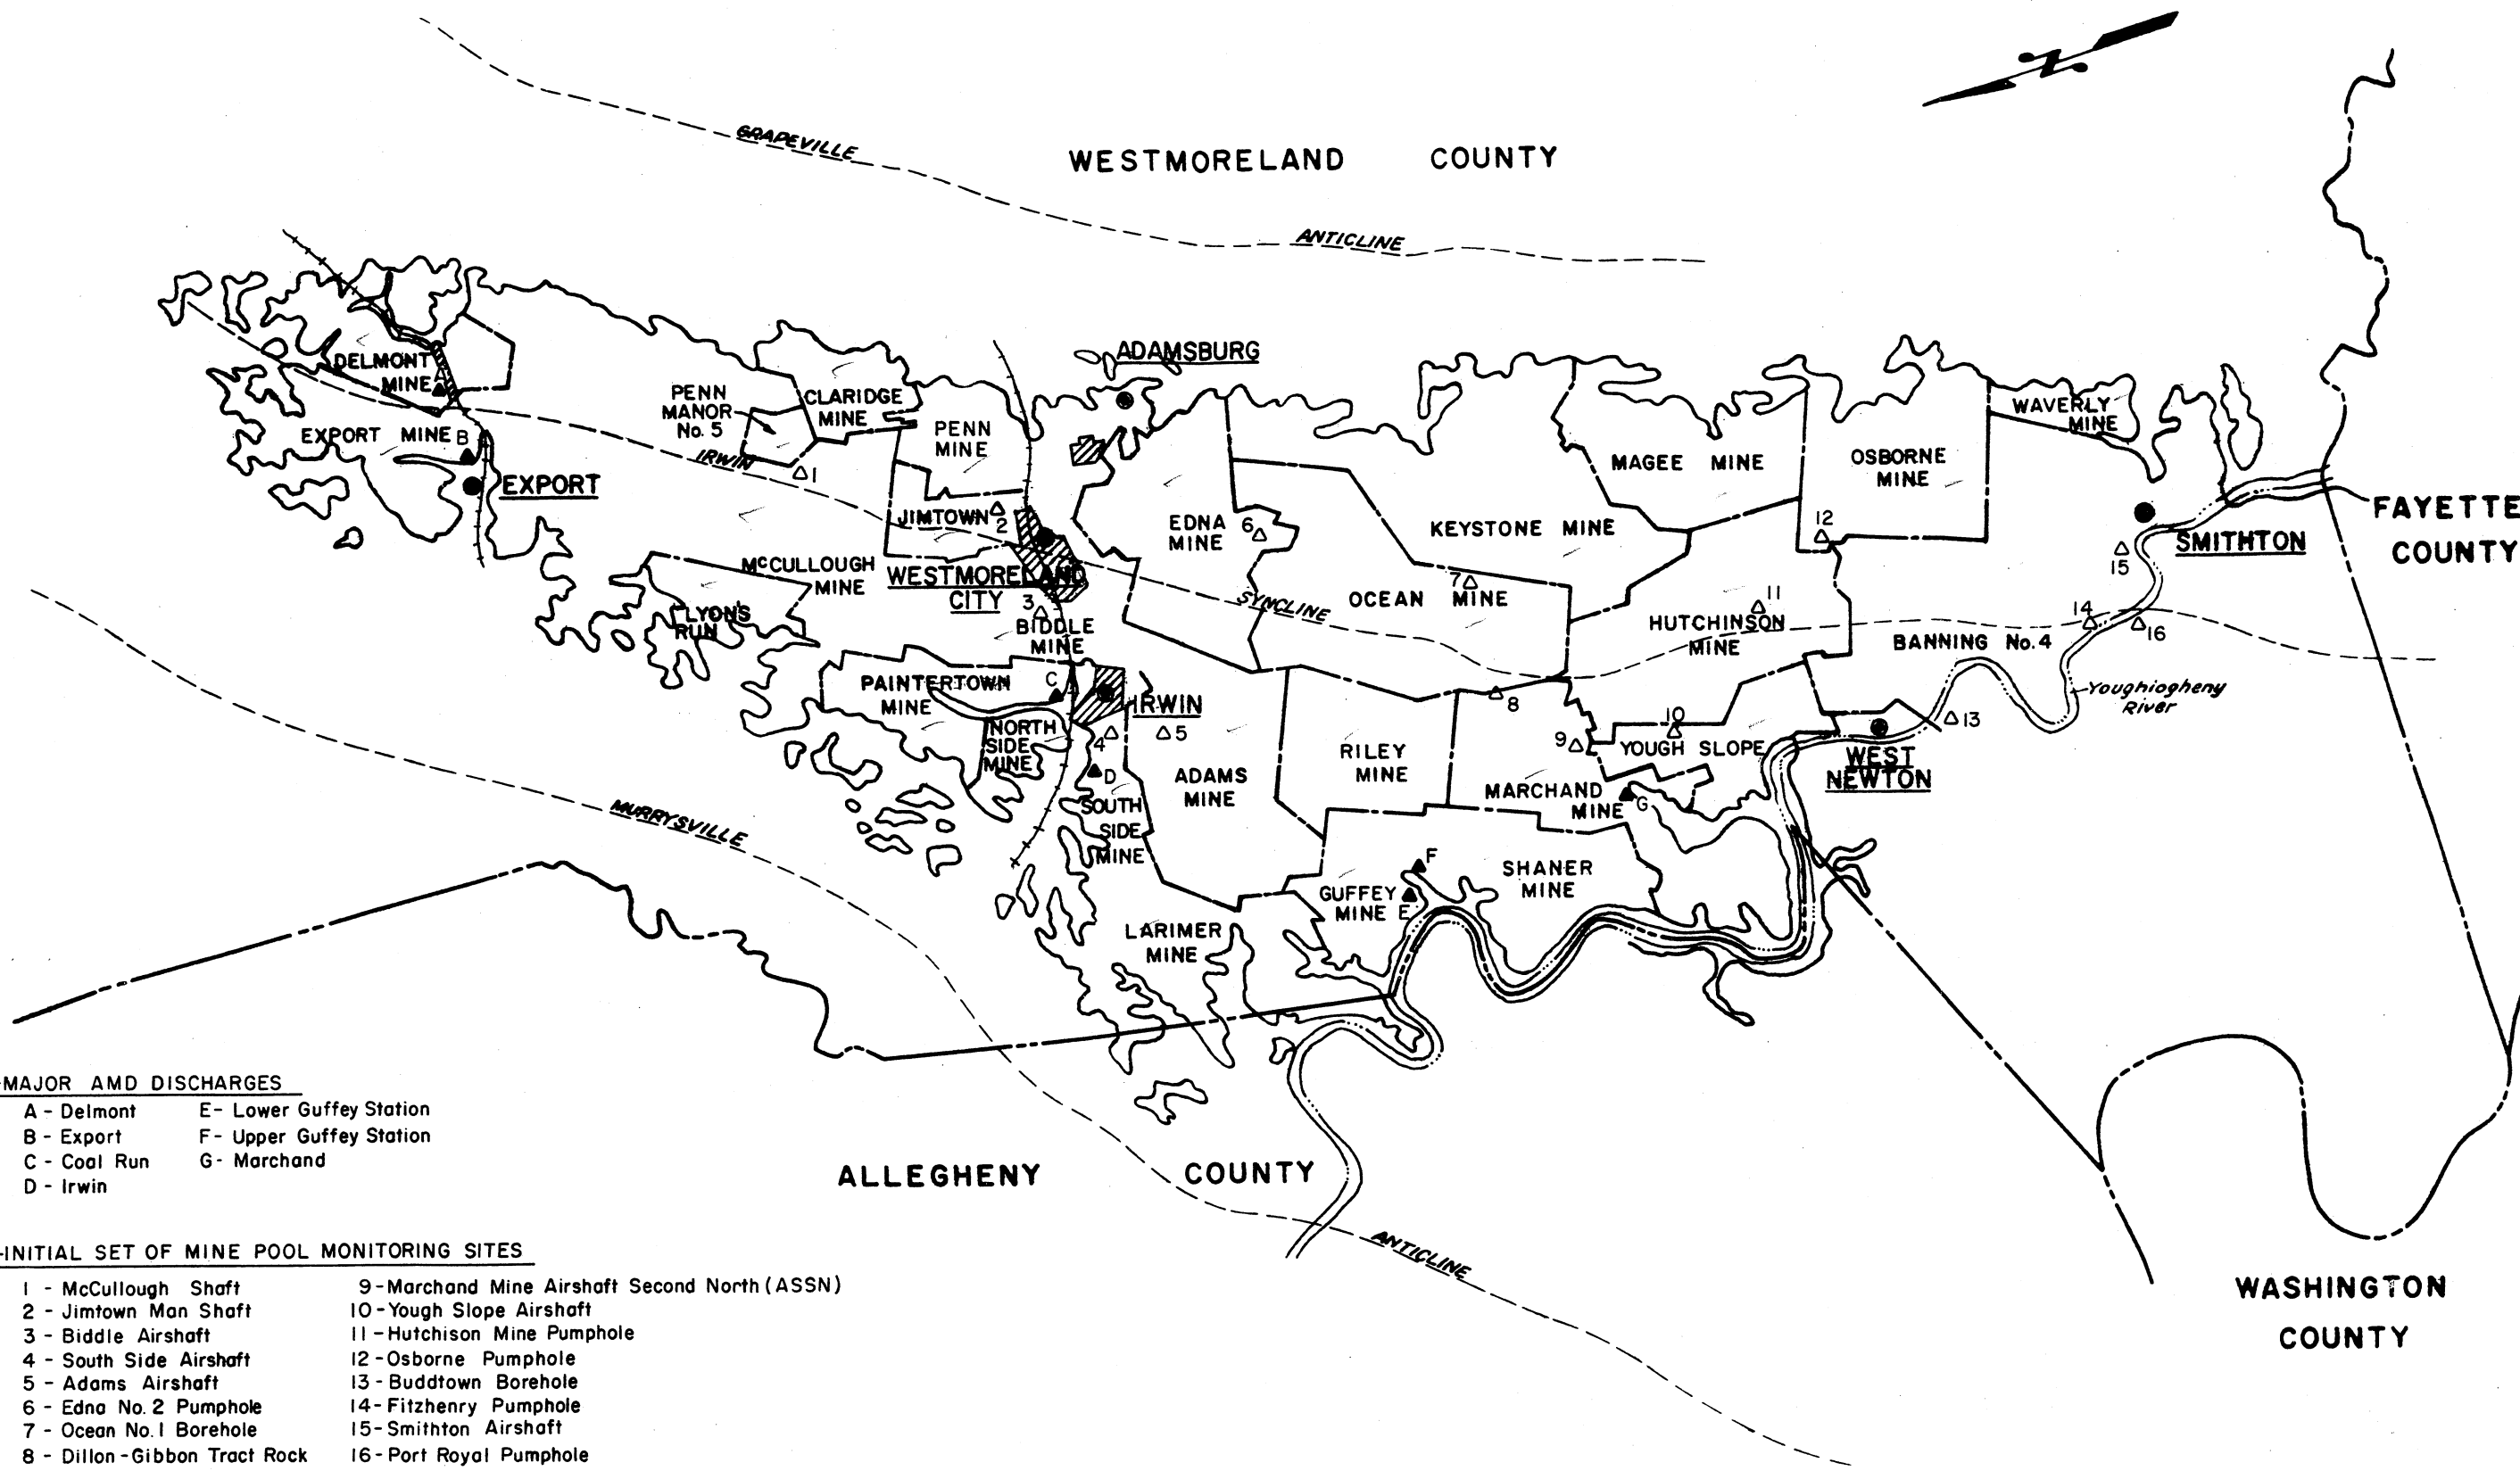 N
GRAPEVILLE
WESTMORELAND COUNTY
ANTICLINE
ADAMSBURG
DELMONT
MINE
A
PENN
MANOR
No. 5
CLARIDGE
MINE
WAVERLY
MINE
EXPORT MINE
B
PENN
MINE
IRWIN
1
EXPORT
MAGEE MINE
OSBORNE
MINE
JIMTOWN
2
EDNA
MINE
6
KEYSTONE MINE
12
FAYETTE
COUNTY
SMITHTON
15
McCULLOUGH
MINE
WESTMORELAND
CITY
3
7
OCEAN MINE
SYNCLINE
11
HUTCHINSON
MINE
14
16
LYON'S
RUN
BIDDLE
MINE
BANNING No. 4
PAINTERTOWN
MINE
C
IRWIN
8
Youghiogheny
River
NORTH
SIDE
MINE
4
5
9
10
YOUGH SLOPE
13
WEST
NEWTON
D
ADAMS
MINE
RILEY
MINE
MARCHAND
MINE
G
MURRYSVILLE
SOUTH
SIDE
MINE
F
SHANER
MINE
GUFFEY
MINE
E
LARIMER
MINE
ALLEGHENY COUNTY
ANTICLINE
WASHINGTON
COUNTY
MAJOR AMD DISCHARGES
A - Delmont E- Lower Guffey Station
B - Export F- Upper Guffey Station
C - Coal Run G- Marchand
D - Irwin
-INITIAL SET OF MINE POOL MONITORING SITES
1 - McCullough Shaft 9-Marchand Mine Airshaft Second North (ASSN)
2 - Jimtown Man Shaft 10-Yough Slope Airshaft
3 - Biddle Airshaft 11-Hutchison Mine Pumphole
4 - South Side Airshaft 12-Osborne Pumphole
5 - Adams Airshaft 13-Buddtown Borehole
6 - Edna No. 2 Pumphole 14-Fitzhenry Pumphole
7 - Ocean No. 1 Borehole 15-Smithton Airshaft
8 - Dillon-Gibbon Tract Rock 16-Port Royal Pumphole